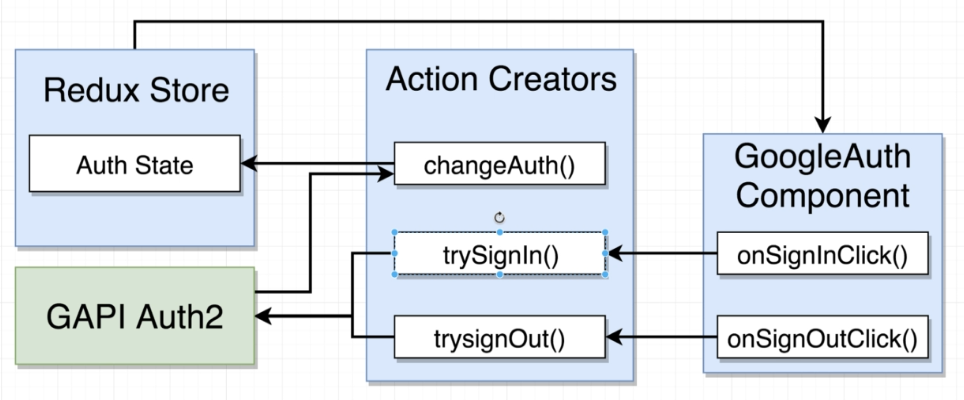 Redux Store
Auth State
GAPI Auth2
Action Creators
changeAuth()
trySignIn()
trysignOut()
GoogleAuth
Component
onSignInClick()
onSignOutClick()